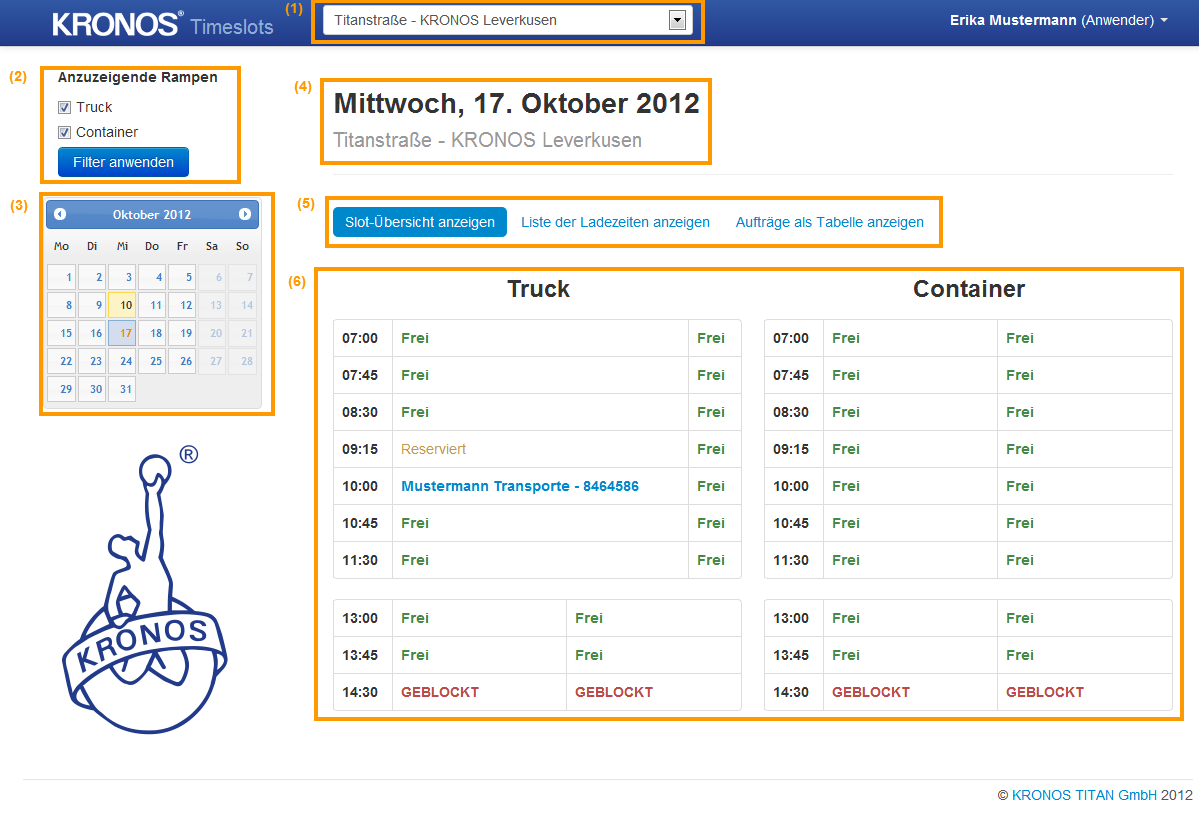 KRONOS® Timeslots
(1)
Titanstraße - KRONOS Leverkusen
Erika Mustermann (Anwender)
(2)
Anzuzeigende Rampen
Truck
Container
Filter anwenden
(3)
Oktober 2012
Mo Di Mi Do Fr Sa So
1 2 3 4 5 6 7
8 9 10 11 12 13 14
15 16 17 18 19 20 21
22 23 24 25 26 27 28
29 30 31
®
KRONOS
(4)
Mittwoch, 17. Oktober 2012
Titanstraße - KRONOS Leverkusen
(5)
Slot-Übersicht anzeigen Liste der Ladezeiten anzeigen Aufträge als Tabelle anzeigen
(6)
Truck
07:00 Frei Frei
07:45 Frei Frei
08:30 Frei Frei
09:15 Reserviert Frei
10:00 Mustermann Transporte - 8464586 Frei
10:45 Frei Frei
11:30 Frei Frei
13:00 Frei Frei
13:45 Frei Frei
14:30 GEBLOCKT GEBLOCKT
Container
07:00 Frei Frei
07:45 Frei Frei
08:30 Frei Frei
09:15 Frei Frei
10:00 Frei Frei
10:45 Frei Frei
11:30 Frei Frei
13:00 Frei Frei
13:45 Frei Frei
14:30 GEBLOCKT GEBLOCKT
© KRONOS TITAN GmbH 2012